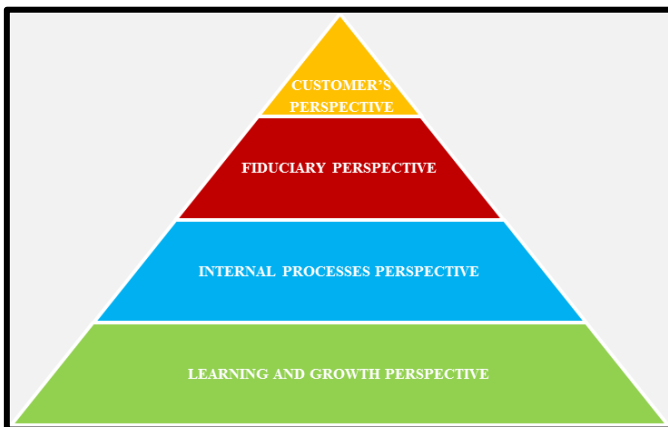 CUSTOMER'S
PERSPECTIVE
FIDUCIARY PERSPECTIVE
INTERNAL PROCESSES PERSPECTIVE
LEARNING AND GROWTH PERSPECTIVE